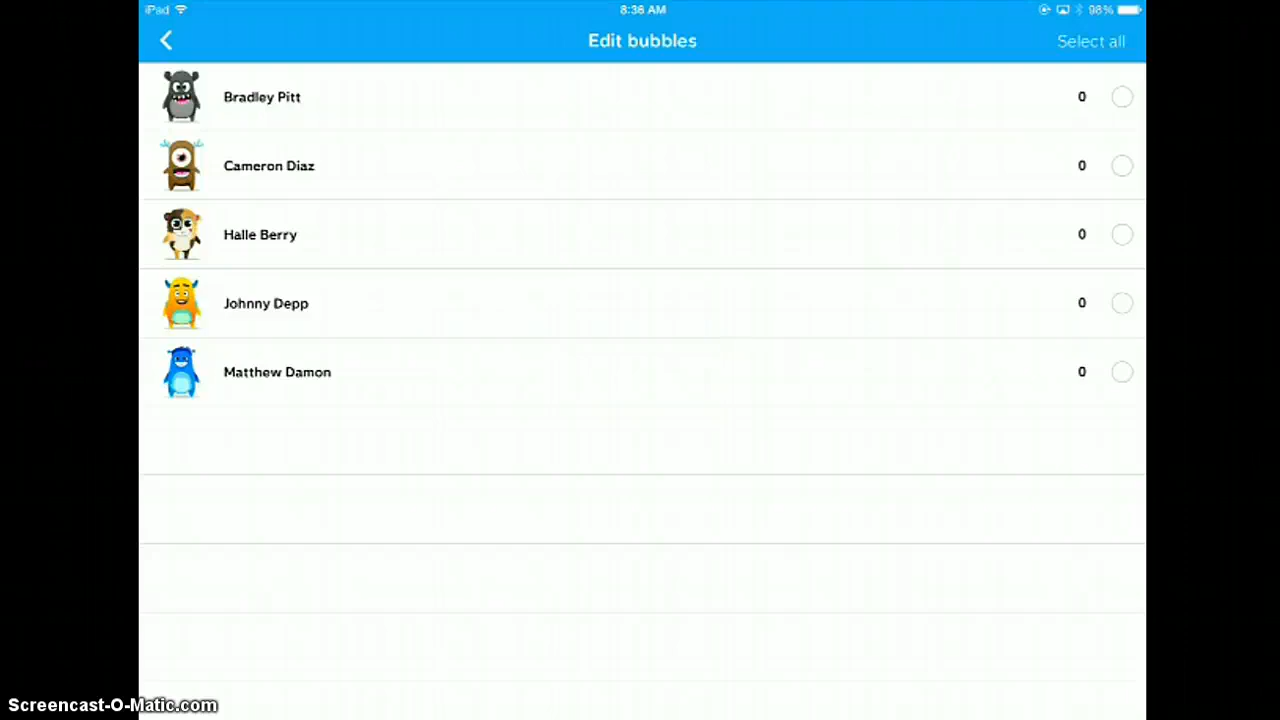 iPad 8:36 AM 98%
Edit bubbles Select all
Bradley Pitt 0
Cameron Diaz 0
Halle Berry 0
Johnny Depp 0
Matthew Damon 0
Screencast-O-Matic.com